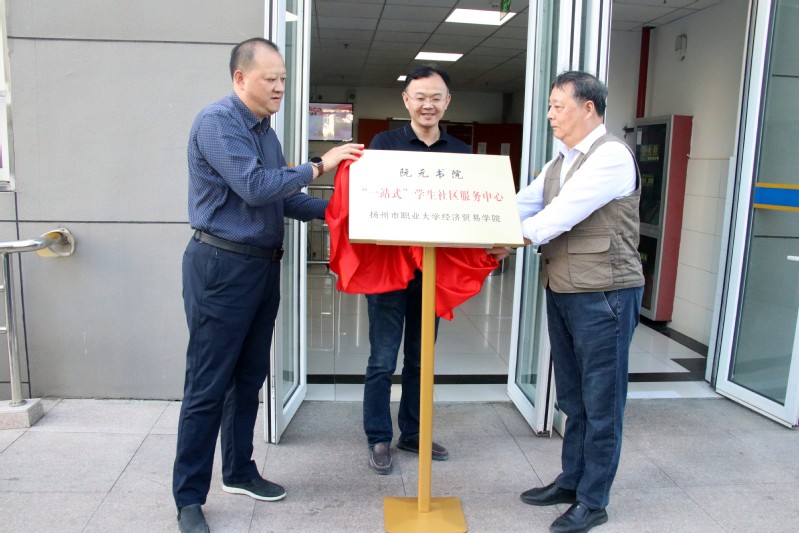 阮元书院
“一站式”学生社区服务中心
扬州市职业大学经济贸易学院